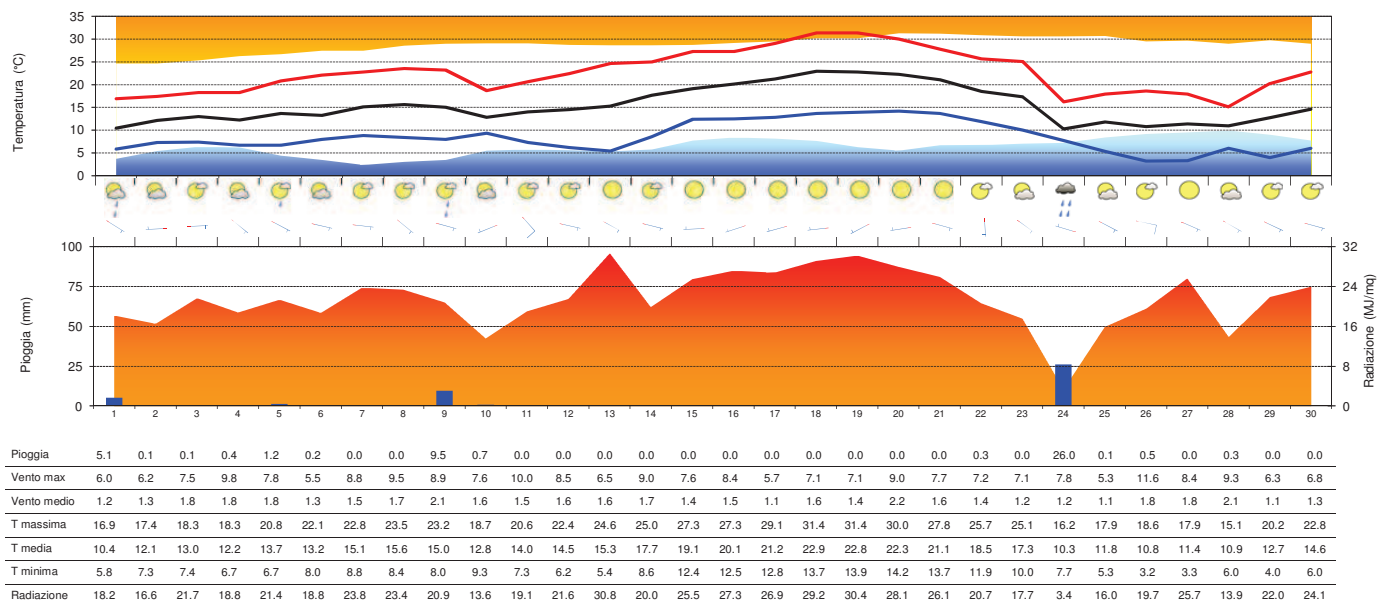 35
30
25
20
15
10
5
0
Temperatura (°C)
100
75
50
25
0
Pioggia (mm)
32
24
16
8
0
Radiazione (MJ/mq)
1 2 3 4 5 6 7 8 9 10 11 12 13 14 15 16 17 18 19 20 21 22 23 24 25 26 27 28 29 30
Pioggia 5.1 0.1 0.1 0.4 1.2 0.2 0.0 0.0 9.5 0.7 0.0 0.0 0.0 0.0 0.0 0.0 0.0 0.0 0.0 0.0 0.0 0.3 0.0 26.0 0.1 0.5 0.0 0.3 0.0 0.0
Vento max 6.0 6.2 7.5 9.8 7.8 5.5 8.8 9.5 8.9 7.6 10.0 8.5 6.5 9.0 7.6 8.4 5.7 7.1 7.1 9.0 7.7 7.2 7.1 7.8 5.3 11.6 8.4 9.3 6.3 6.8
Vento medio 1.2 1.3 1.8 1.8 1.8 1.3 1.5 1.7 2.1 1.6 1.5 1.6 1.6 1.7 1.4 1.5 1.1 1.6 1.4 2.2 1.6 1.4 1.2 1.2 1.1 1.8 1.8 2.1 1.1 1.3
T massima 16.9 17.4 18.3 18.3 20.8 22.1 22.8 23.5 23.2 18.7 20.6 22.4 24.6 25.0 27.3 27.3 29.1 31.4 31.4 30.0 27.8 25.7 25.1 16.2 17.9 18.6 17.9 15.1 20.2 22.8
T media 10.4 12.1 13.0 12.2 13.7 13.2 15.1 15.6 15.0 12.8 14.0 14.5 15.3 17.7 19.1 20.1 21.2 22.9 22.8 22.3 21.1 18.5 17.3 10.3 11.8 10.8 11.4 10.9 12.7 14.6
T minima 5.8 7.3 7.4 6.7 6.7 8.0 8.8 8.4 8.0 9.3 7.3 6.2 5.4 8.6 12.4 12.5 12.8 13.7 13.9 14.2 13.7 11.9 10.0 7.7 5.3 3.2 3.3 6.0 4.0 6.0
Radiazione 18.2 16.6 21.7 18.8 21.4 18.8 23.8 23.4 20.9 13.6 19.1 21.6 30.8 20.0 25.5 27.3 26.9 29.2 30.4 28.1 26.1 20.7 17.7 3.4 16.0 19.7 25.7 13.9 22.0 24.1